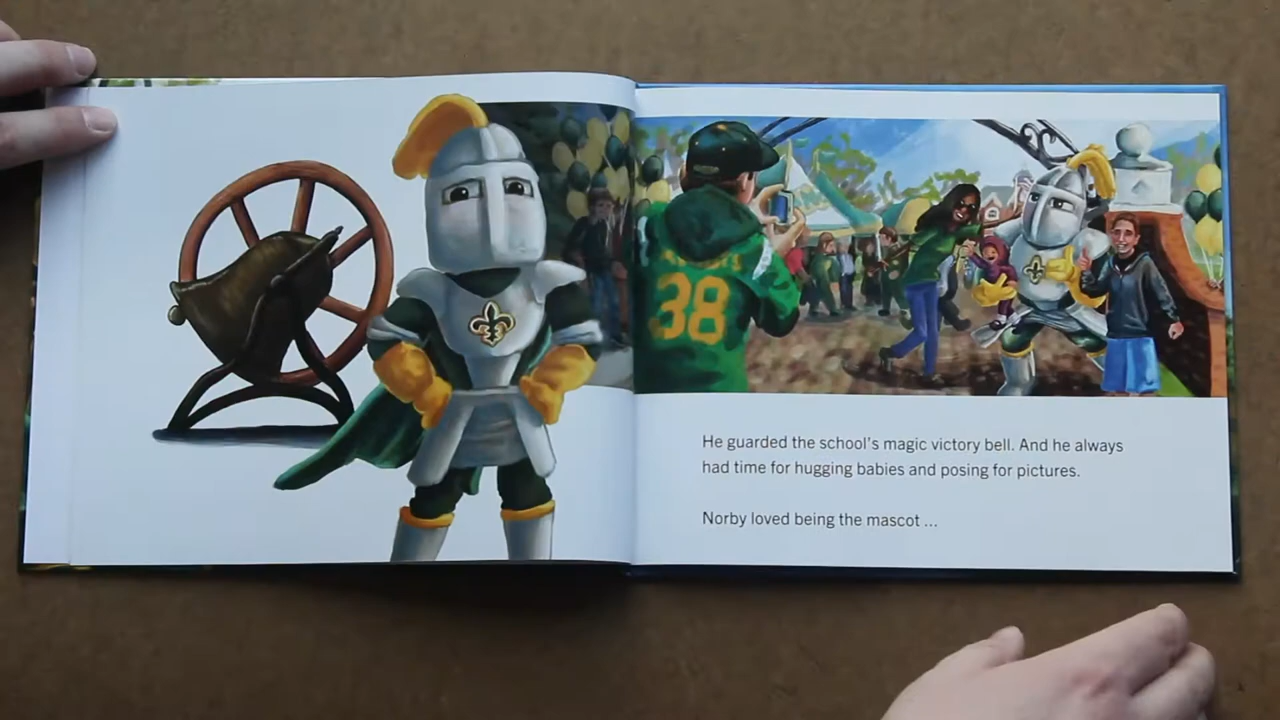 38
He guarded the school's magic victory bell. And he always
had time for hugging babies and posing for pictures.
Norby loved being the mascot ...